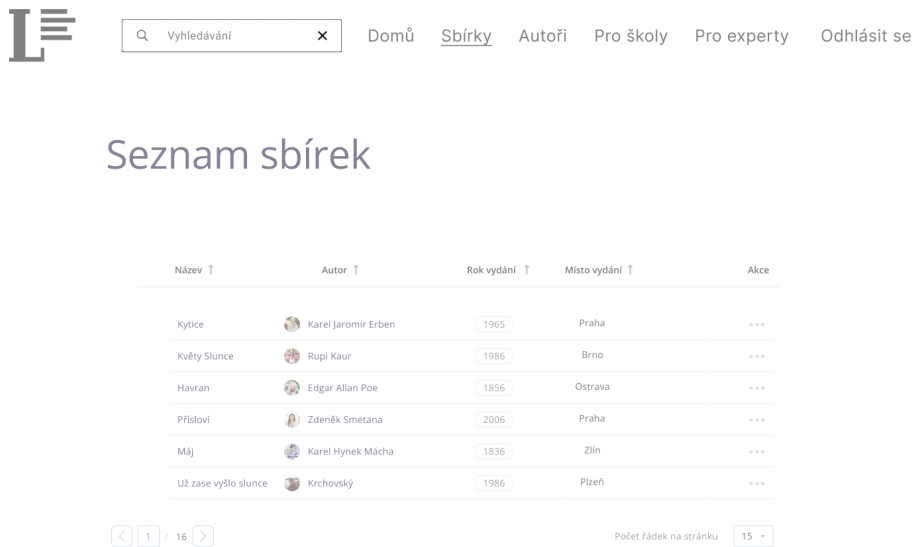 L
Vyhledávání
Domů Sbírky Autoři Pro školy Pro experty Odhlásit se
Seznam sbírek
Název Autor Rok vydání Místo vydání Akce
Kytice Karel Jaromír Erben 1965 Praha
Květy Slunce Rupi Kaur 1986 Brno
Havran Edgar Allan Poe 1856 Ostrava
Přísloví Zdeněk Smetana 2006 Praha
Máj Karel Hynek Mácha 1836 Zlín
Už zase vyšlo slunce Krchovský 1986 Plzeň
1 / 16 Počet řádek na stránku 15